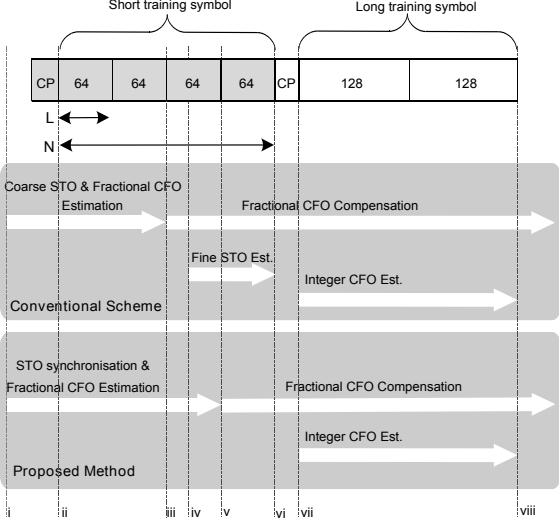 Short training symbol
Long training symbol
CP 64 64 64 64 CP 128 128
L
N
Coarse STO & Fractional CFO
Estimation
Fractional CFO Compensation
Fine STO Est.
Integer CFO Est.
Conventional Scheme
STO synchronisation &
Fractional CFO Estimation
Fractional CFO Compensation
Integer CFO Est.
Proposed Method
i ii iii iv v vi vii viii